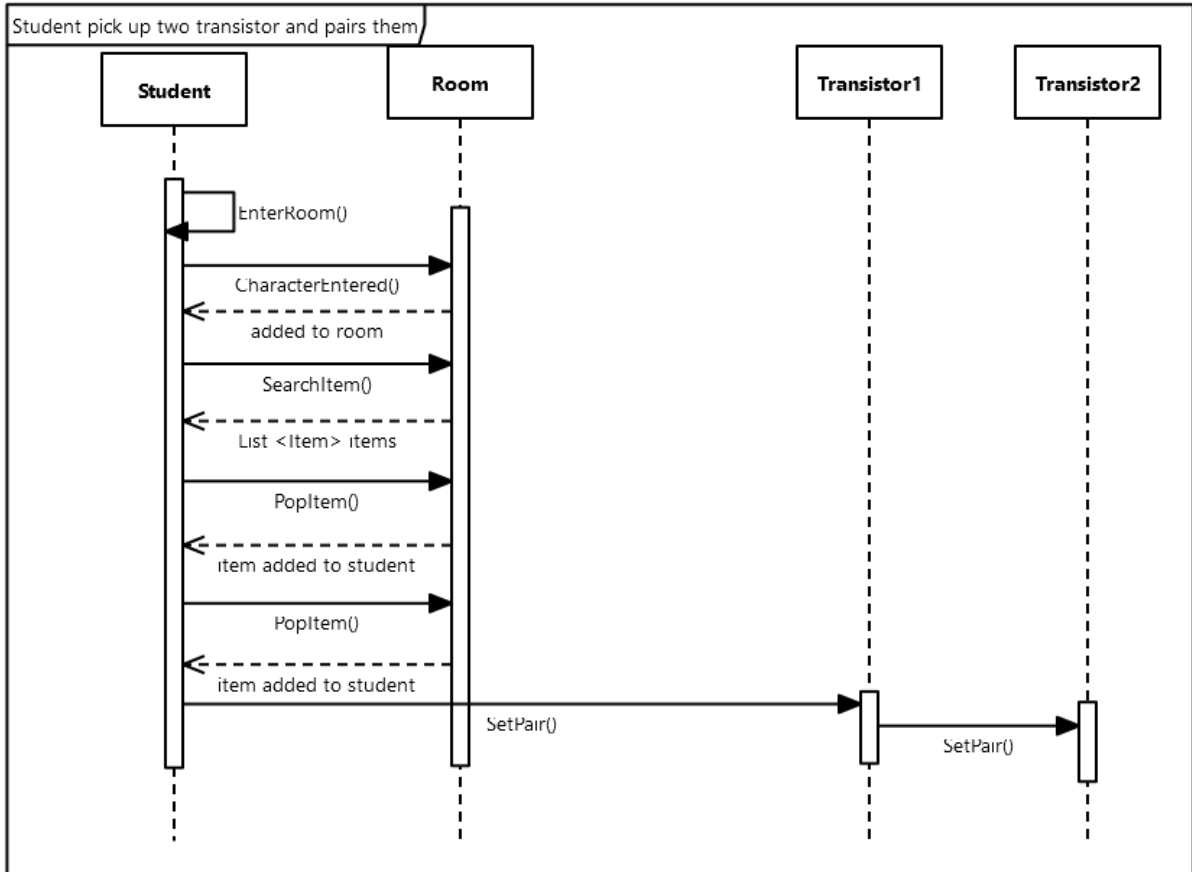 Student pick up two transistor and pairs them
Student
Room
Transistor1
Transistor2
EnterRoom()
CharacterEntered()
added to room
SearchItem()
List <Item> items
PopItem()
item added to student
PopItem()
item added to student
SetPair()
SetPair()